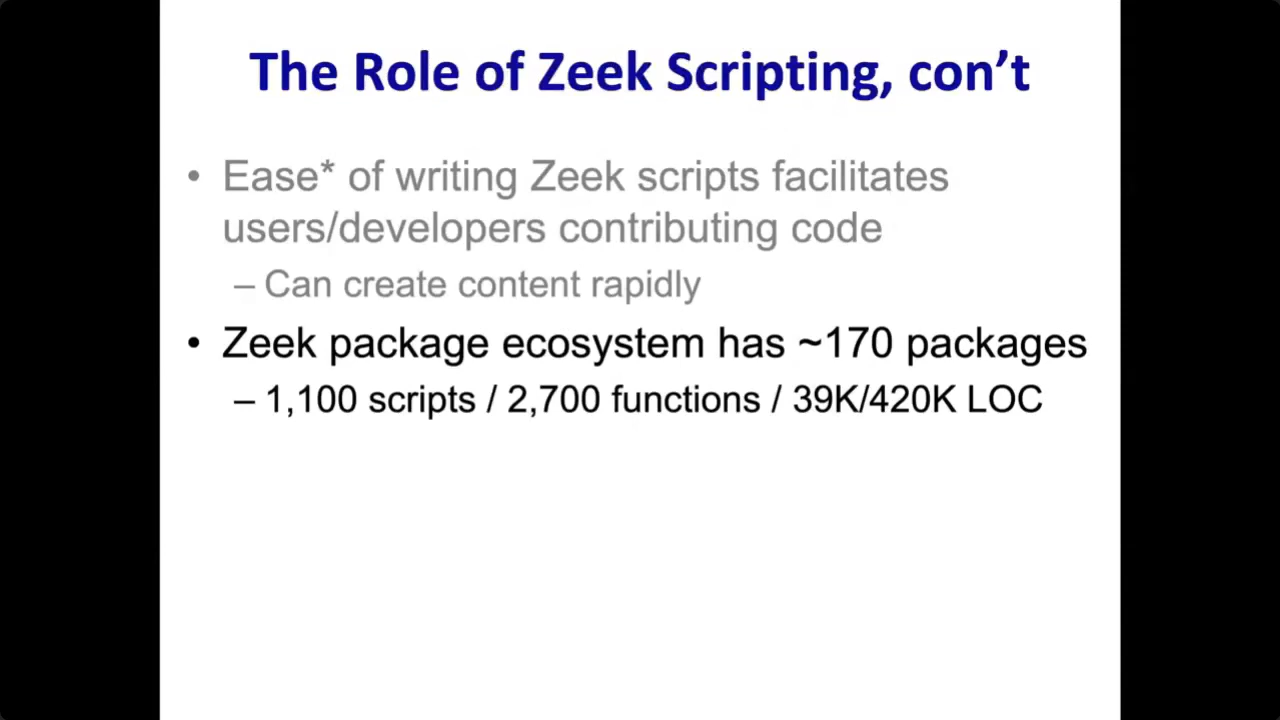 The Role of Zeek Scripting, con’t
• Ease* of writing Zeek scripts facilitates
users/developers contributing code
– Can create content rapidly
• Zeek package ecosystem has ~170 packages
– 1,100 scripts / 2,700 functions / 39K/420K LOC